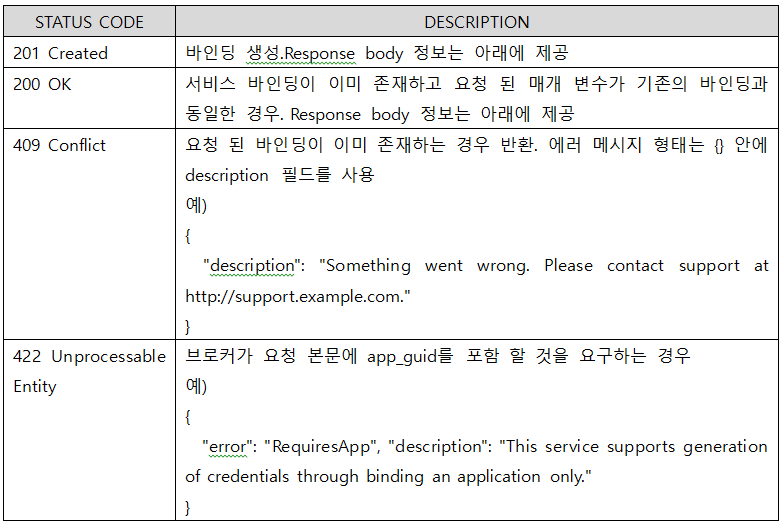 STATUS CODE DESCRIPTION
201 Created 바인딩 생성.Response body 정보는 아래에 제공
200 OK 서비스 바인딩이 이미 존재하고 요청 된 매개 변수가 기존의 바인딩과
동일한 경우. Response body 정보는 아래에 제공
409 Conflict 요청 된 바인딩이 이미 존재하는 경우 반환. 에러 메시지 형태는 {} 안에
description 필드를 사용
예)
{
"description": "Something went wrong. Please contact support at
http://support.example.com."
}
422 Unprocessable 브로커가 요청 본문에 app_guid를 포함 할 것을 요구하는 경우
Entity 예)
{
"error": "RequiresApp", "description": "This service supports generation
of credentials through binding an application only."
}